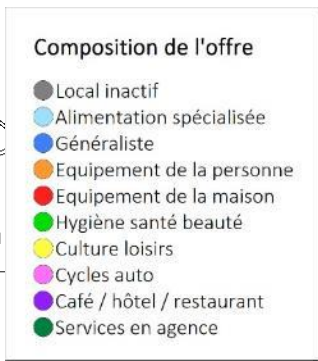 Composition de l'offre
Local inactif
Alimentation spécialisée
Généraliste
Equipement de la personne
Equipement de la maison
Hygiène santé beauté
Culture loisirs
Cycles auto
Café / hôtel / restaurant
Services en agence